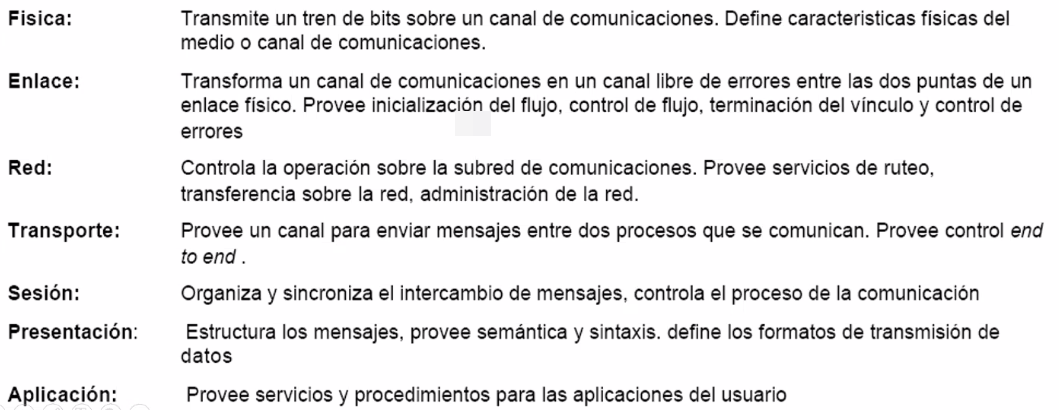 Fisica: Transmite un tren de bits sobre un canal de comunicaciones. Define caracteristicas físicas del
medio o canal de comunicaciones.
Enlace: Transforma un canal de comunicaciones en un canal libre de errores entre las dos puntas de un
enlace físico. Provee inicialización del flujo, control de flujo, terminación del vínculo y control de
errores
Red: Controla la operación sobre la subred de comunicaciones. Provee servicios de ruteo,
transferencia sobre la red, administración de la red.
Transporte: Provee un canal para enviar mensajes entre dos procesos que se comunican. Provee control end
to end .
Sesión: Organiza y sincroniza el intercambio de mensajes, controla el proceso de la comunicación
Presentación: Estructura los mensajes, provee semántica y sintaxis. define los formatos de transmisión de
datos
Aplicación: Provee servicios y procedimientos para las aplicaciones del usuario